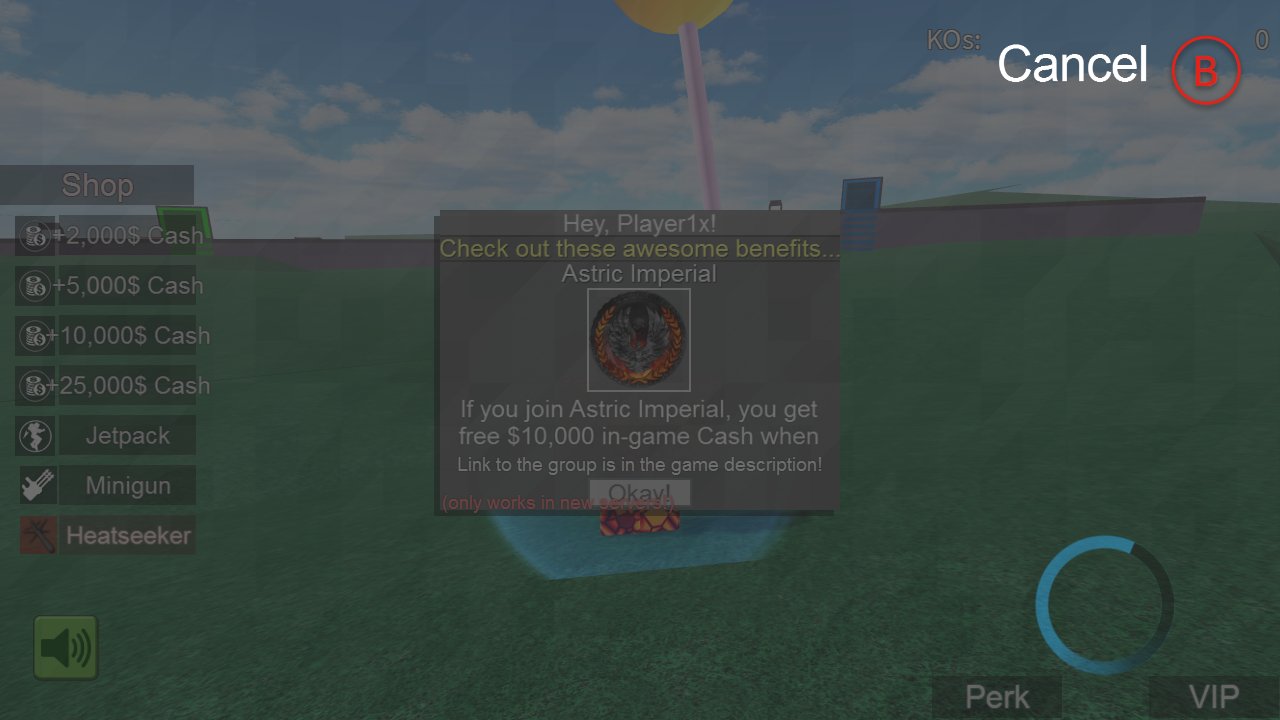 KOs:
0
Cancel
B
Shop
+2,000$ Cash
+5,000$ Cash
+10,000$ Cash
+25,000$ Cash
Jetpack
Minigun
Heatseeker
Hey, Player1x!
Check out these awesome benefits...
Astric Imperial
If you join Astric Imperial, you get
free $10,000 in-game Cash when
Link to the group is in the game description!
Okay!
(only works in new servers!)
Perk
VIP